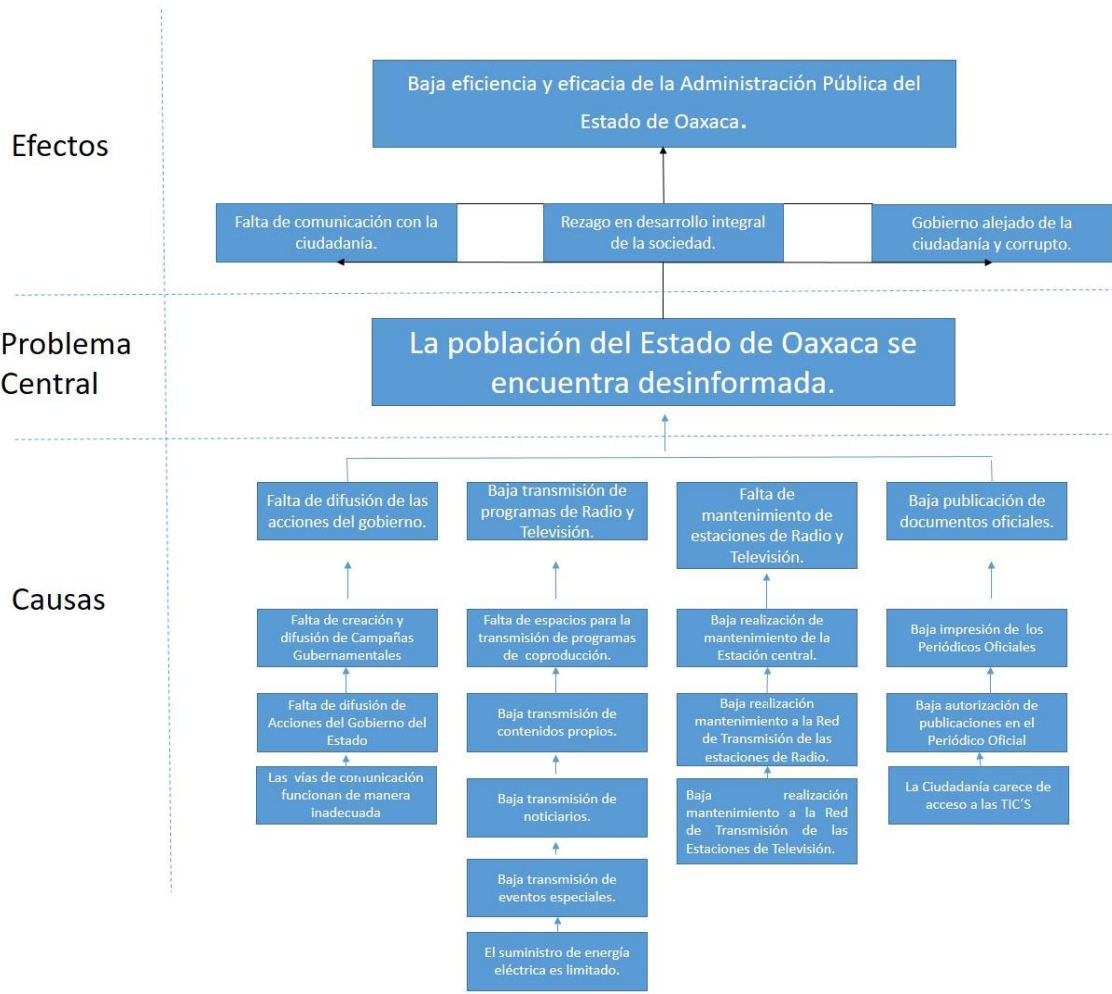 Efectos
Baja eficiencia y eficacia de la Administración Pública del
Estado de Oaxaca.
Falta de comunicación con la
ciudadanía.
Rezago en desarrollo integral
de la sociedad.
Gobierno alejado de la
ciudadanía y corrupto.
Problema
Central
La población del Estado de Oaxaca se
encuentra desinformada.
Causas
Falta de difusión de las
acciones del gobierno.
Baja transmisión de
programas de Radio y
Televisión.
Falta de
mantenimiento de
estaciones de Radio y
Televisión.
Baja publicación de
documentos oficiales.
Falta de creación y
difusión de Campañas
Gubernamentales
Falta de espacios para la
transmisión de programas
de coproducción.
Baja realización de
mantenimiento de la
Estación central.
Baja impresión de los
Periódicos Oficiales
Falta de difusión de
Acciones del Gobierno del
Estado
Baja transmisión de
contenidos propios.
Baja realización
mantenimiento a la Red
de Transmisión de las
estaciones de Radio.
Baja autorización de
publicaciones en el
Periódico Oficial
Las vías de comunicación
funcionan de manera
inadecuada
Baja transmisión de
noticiarios.
Baja realización
mantenimiento a la Red
de Transmisión de las
Estaciones de Televisión.
La Ciudadanía carece de
acceso a las TIC´S
Baja transmisión de
eventos especiales.
El suministro de energía
eléctrica es limitado.